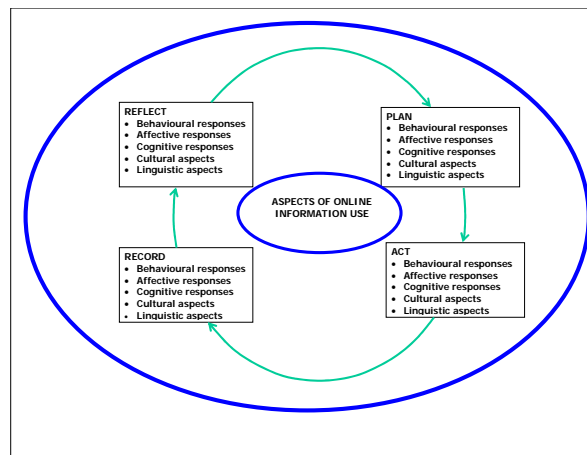 REFLECT
• Behavioural responses
• Affective responses
• Cognitive responses
• Cultural aspects
• Linguistic aspects
PLAN
• Behavioural responses
• Affective responses
• Cognitive responses
• Cultural aspects
• Linguistic aspects
ASPECTS OF ONLINE
INFORMATION USE
RECORD
• Behavioural responses
• Affective responses
• Cognitive responses
• Cultural aspects
• Linguistic aspects
ACT
• Behavioural responses
• Affective responses
• Cognitive responses
• Cultural aspects
• Linguistic aspects